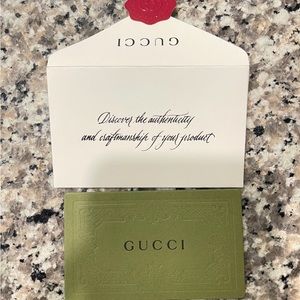 GUCCI
Discover the authenticity
and craftmanship of your product
GUCCI